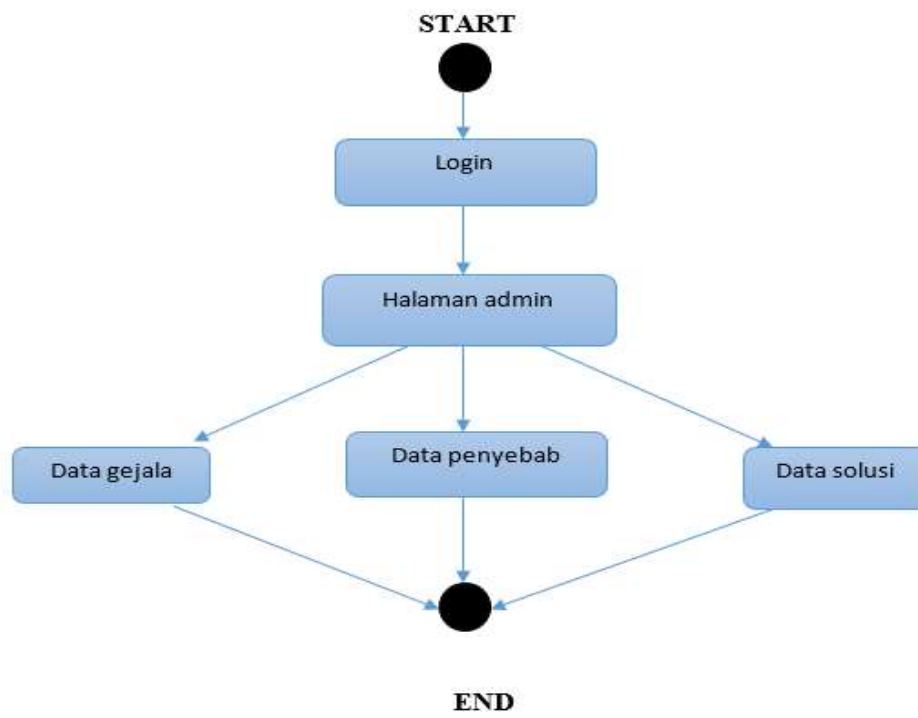 START
Login
Halaman admin
Data gejala
Data penyebab
Data solusi
END